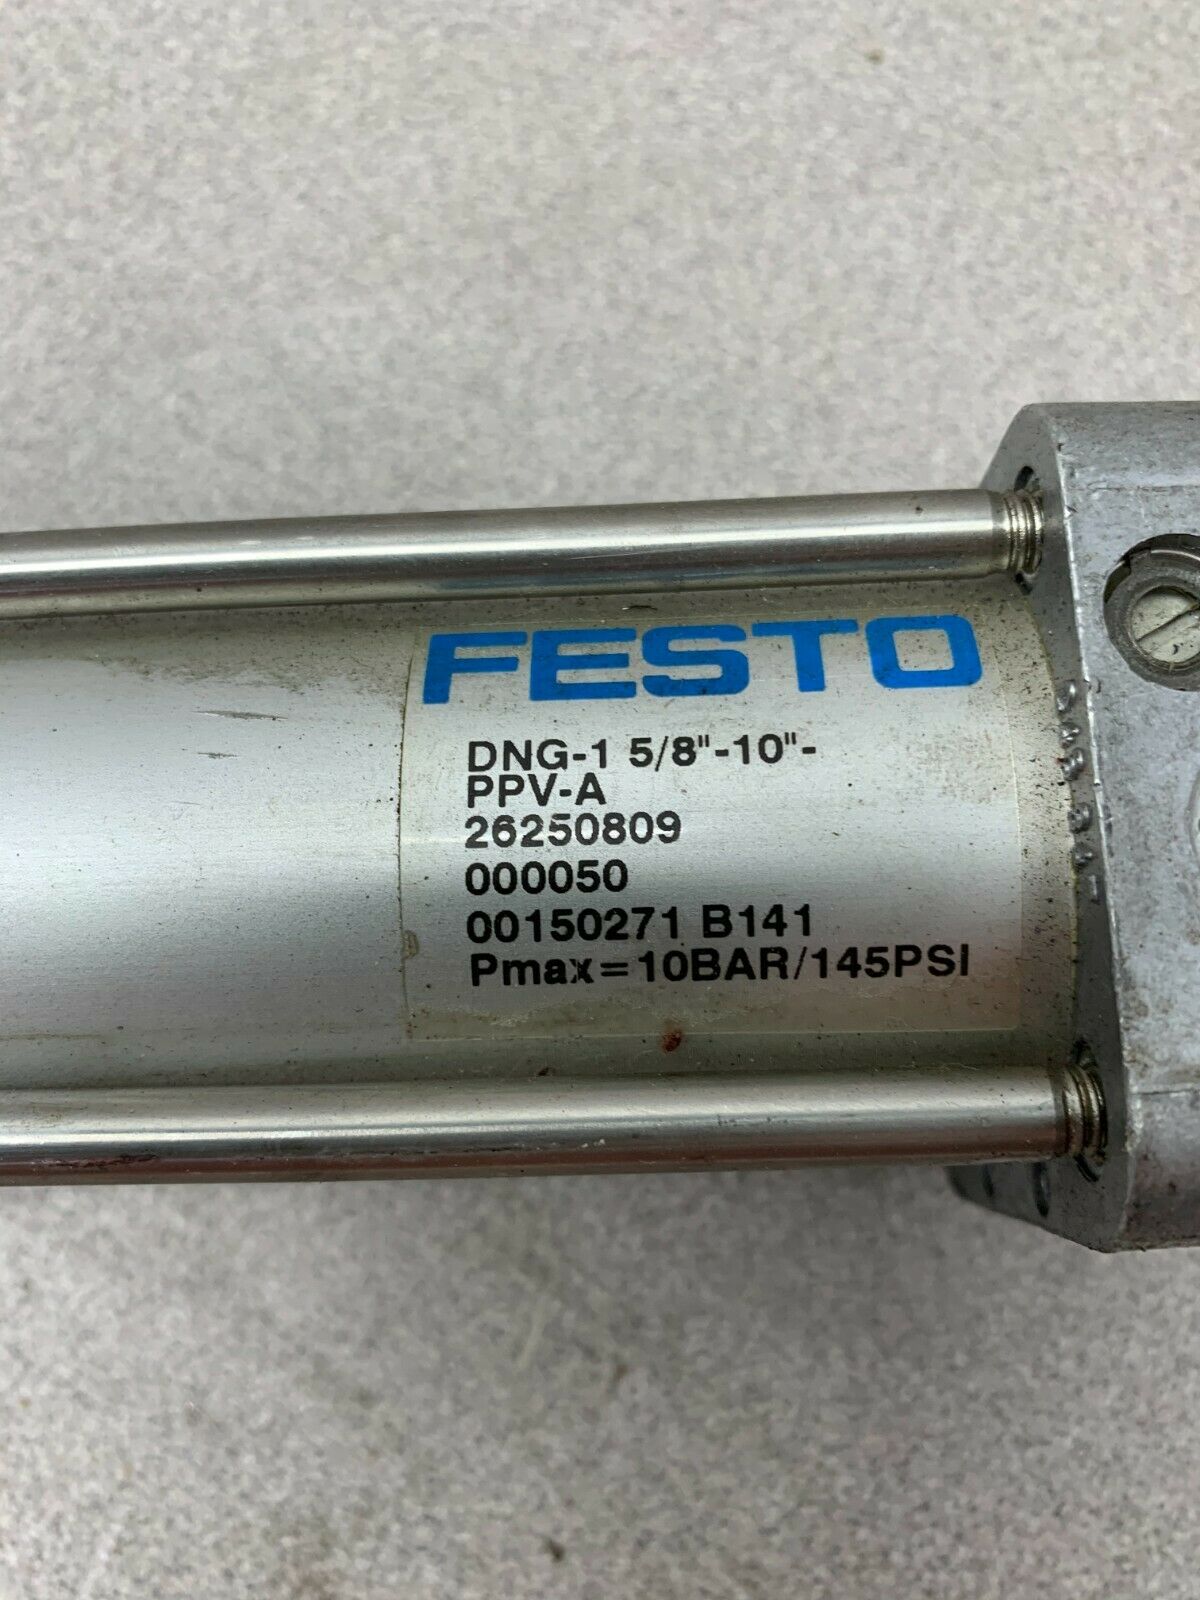 FESTO
DNG-1 5/8"-10"-
PPV-A
26250809
000050
00150271 B141
Pmax=10BAR/145PSI